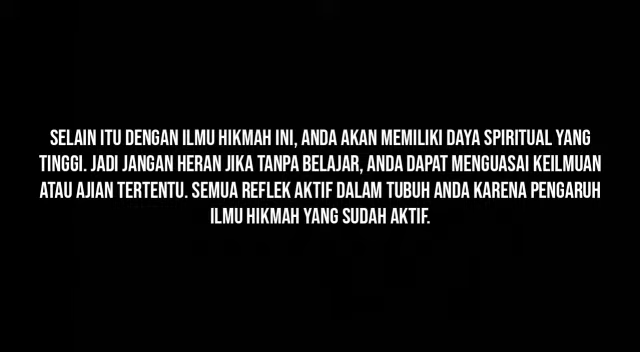 SELAIN ITU DENGAN ILMU HIKMAH INI, ANDA AKAN MEMILIKI DAYA SPIRITUAL YANG
TINGGI. JADI JANGAN HERAN JIKA TANPA BELAJAR, ANDA DAPAT MENGUASAI KEILMUAN
ATAU AJIAN TERTENTU. SEMUA REFLEK AKTIF DALAM TUBUH ANDA KARENA PENGARUH
ILMU HIKMAH YANG SUDAH AKTIF.